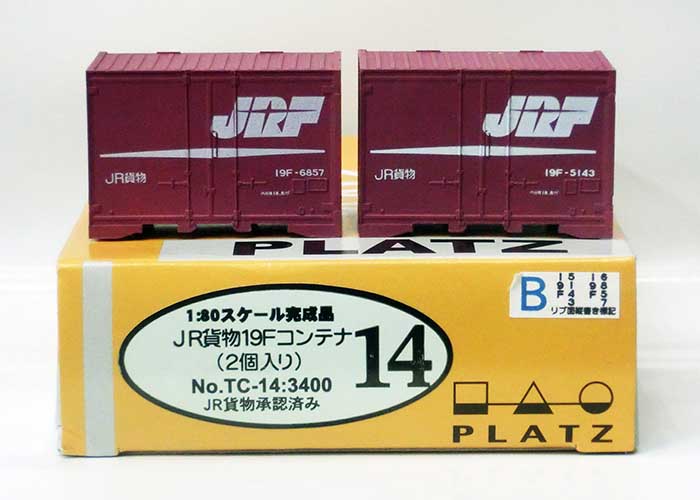 JRF
JR貨物
19F-6857
JRF
JR貨物
19F-5143
PLATZ
1:80スケール完成品
JR貨物19Fコンテナ
(2個入り)
No.TC-14:3400
JR貨物承認済み
14
B
15 16
91 98
F4 F5
3 7
リブ面縦書き標記
PLATZ